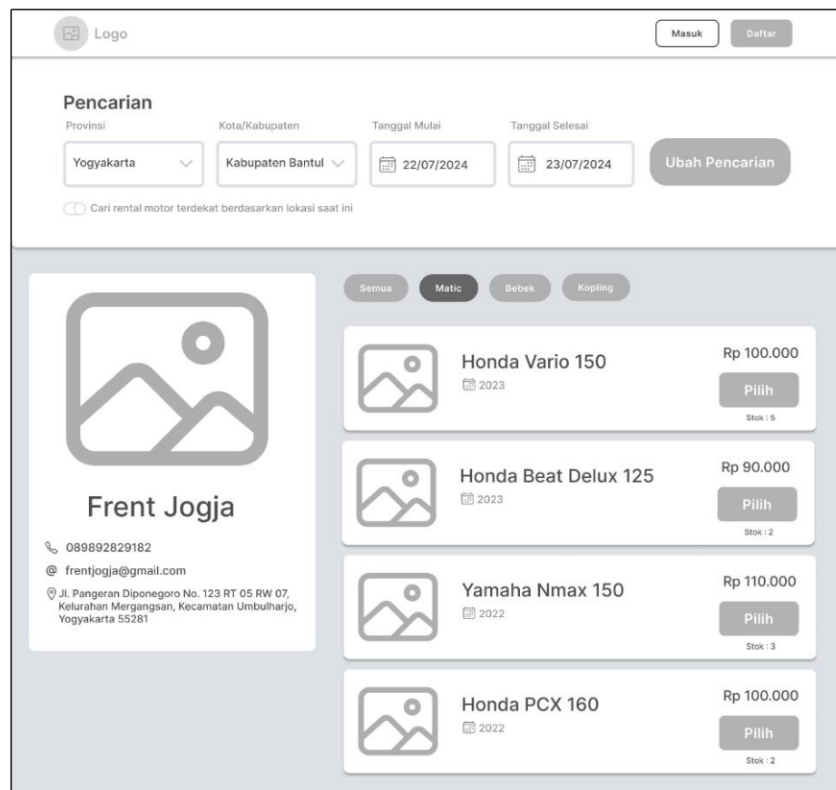 Logo
Masuk
Daftar
Pencarian
Provinsi
Kota/Kabupaten
Tanggal Mulai
Tanggal Selesai
Yogyakarta
Kabupaten Bantul
22/07/2024
23/07/2024
Ubah Pencarian
Cari rental motor terdekat berdasarkan lokasi saat ini
Frent Jogja
089892829182
@ frentjogja@gmail.com
Jl. Pangeran Diponegoro No. 123 RT 05 RW 07,
Kelurahan Mergangsan, Kecamatan Umbulharjo,
Yogyakarta 55281
Semua
Matic
Bebek
Kopling
Honda Vario 150
2023
Rp 100.000
Pilih
Stok : 5
Honda Beat Delux 125
2023
Rp 90.000
Pilih
Stok : 2
Yamaha Nmax 150
2022
Rp 110.000
Pilih
Stok : 3
Honda PCX 160
2022
Rp 100.000
Pilih
Stok : 2